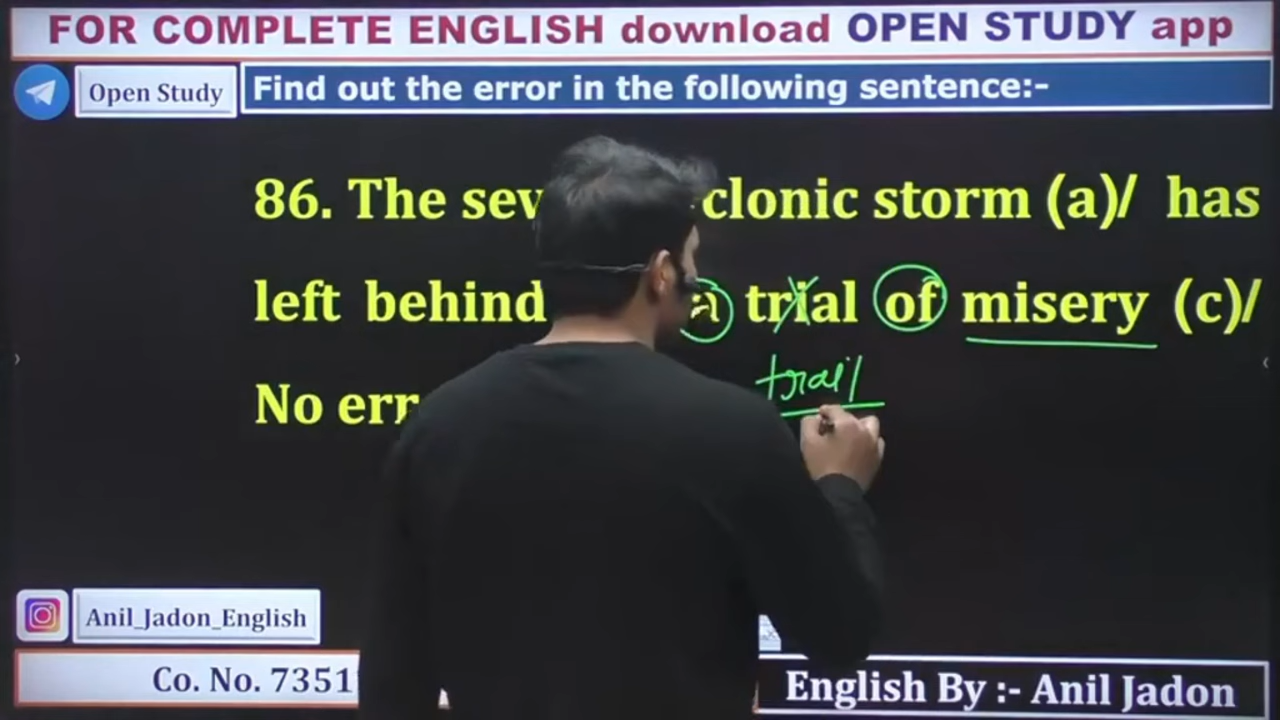 FOR COMPLETE ENGLISH download OPEN STUDY app
Open Study
Find out the error in the following sentence:-
86. The sev clonic storm (a)/ has
left behind a trial of misery (c)/
trail
No err
Anil_Jadon_English
Co. No. 7351
English By :- Anil Jadon